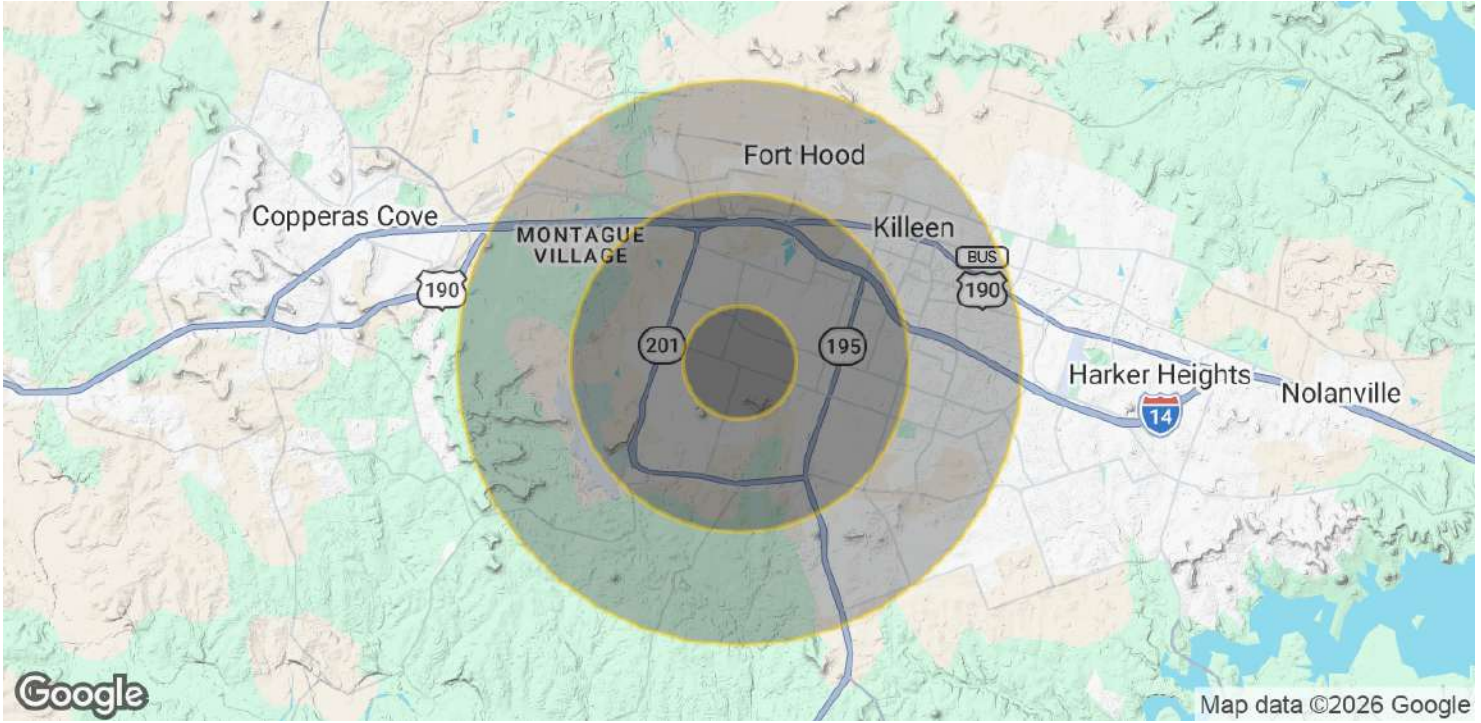 Fort Hood
Copperas Cove
Killeen
MONTAGUE
VILLAGE
BUS
190
190
201
195
Harker Heights
Nolanville
14
Google
Map data ©2026 Google